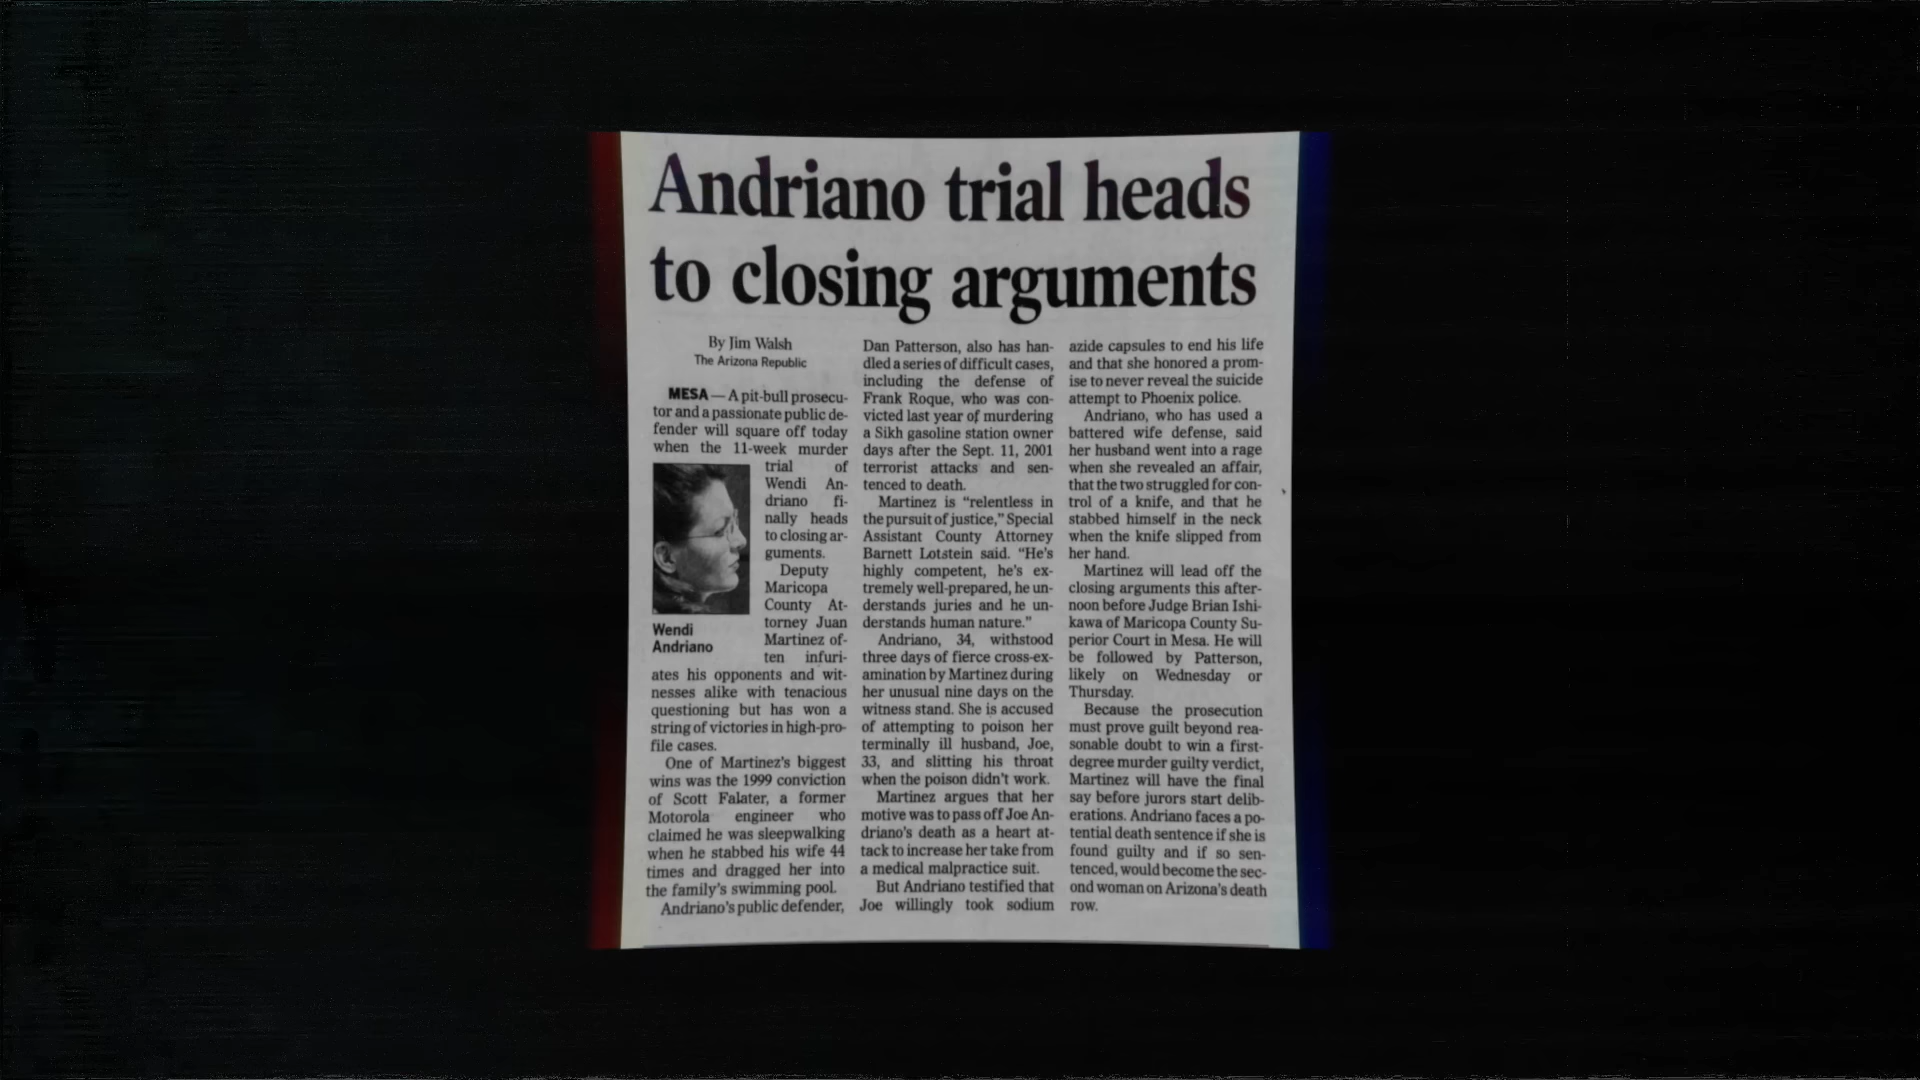 Andriano trial heads
to closing arguments
By Jim Walsh
The Arizona Republic
MESA — A pit-bull prosecu-
tor and a passionate public de-
fender will square off today
when the 11-week murder
trial of
Wendi An-
driano fi-
nally heads
to closing ar-
guments.
Deputy
Maricopa
County At-
torney Juan
Martinez of-
ten infuri-
Wendi
Andriano
ates his opponents and wit-
nesses alike with tenacious
questioning but has won a
string of victories in high-pro-
file cases.
One of Martinez's biggest
wins was the 1999 conviction
of Scott Falater, a former
Motorola engineer who
claimed he was sleepwalking
when he stabbed his wife 44
times and dragged her into
the family's swimming pool.
Andriano's public defender,
Dan Patterson, also has han-
dled a series of difficult cases,
including the defense of
Frank Roque, who was con-
victed last year of murdering
a Sikh gasoline station owner
days after the Sept. 11, 2001
terrorist attacks and sen-
tenced to death.
Martinez is “relentless in
the pursuit of justice,” Special
Assistant County Attorney
Barnett Lotstein said. “He's
highly competent, he's ex-
tremely well-prepared, he un-
derstands juries and he un-
derstands human nature.”
Andriano, 34, withstood
three days of fierce cross-ex-
amination by Martinez during
her unusual nine days on the
witness stand. She is accused
of attempting to poison her
terminally ill husband, Joe,
33, and slitting his throat
when the poison didn't work.
Martinez argues that her
motive was to pass off Joe An-
driano's death as a heart at-
tack to increase her take from
a medical malpractice suit.
But Andriano testified that
Joe willingly took sodium
azide capsules to end his life
and that she honored a prom-
ise to never reveal the suicide
attempt to Phoenix police.
Andriano, who has used a
battered wife defense, said
her husband went into a rage
when she revealed an affair,
that the two struggled for con-
trol of a knife, and that he
stabbed himself in the neck
when the knife slipped from
her hand.
Martinez will lead off the
closing arguments this after-
noon before Judge Brian Ishi-
kawa of Maricopa County Su-
perior Court in Mesa. He will
be followed by Patterson,
likely on Wednesday or
Thursday.
Because the prosecution
must prove guilt beyond rea-
sonable doubt to win a first-
degree murder guilty verdict,
Martinez will have the final
say before jurors start delib-
erations. Andriano faces a po-
tential death sentence if she is
found guilty and if so sen-
tenced, would become the sec-
ond woman on Arizona's death
row.